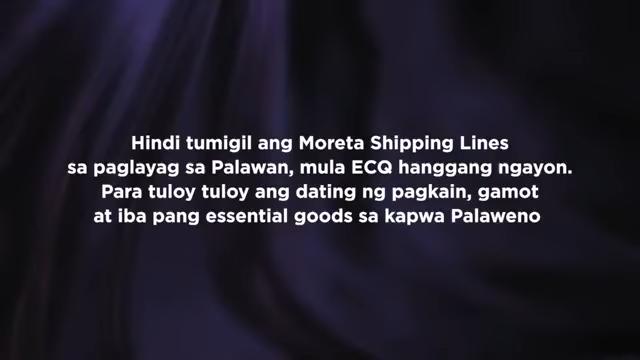 Hindi tumigil ang Moreta Shipping Lines
sa paglayag sa Palawan, mula ECQ hanggang ngayon.
Para tuloy tuloy ang dating ng pagkain, gamot
at iba pang essential goods sa kapwa Palaweno